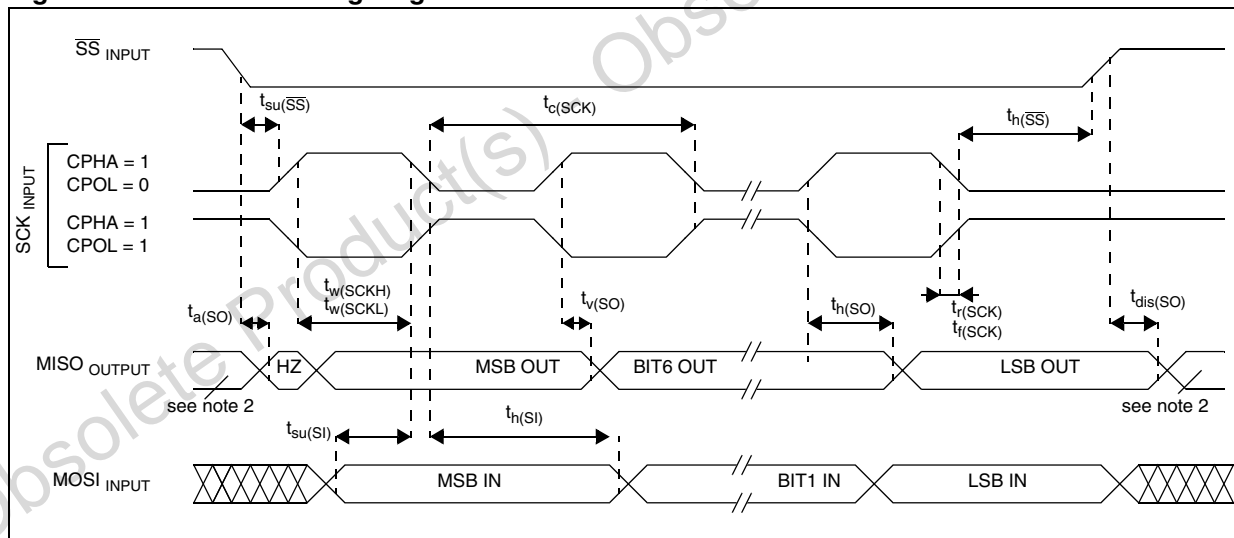 SS INPUT
tsu(SS)
tc(SCK)
th(SS)
SCK INPUT
CPHA = 1
CPOL = 0
CPHA = 1
CPOL = 1
ta(SO)
tw(SCKH)
tw(SCKL)
tv(SO)
th(SO)
tr(SCK)
tf(SCK)
tdis(SO)
MISO OUTPUT
HZ
MSB OUT
BIT6 OUT
LSB OUT
see note 2
see note 2
tsu(SI)
th(SI)
MOSI INPUT
MSB IN
BIT1 IN
LSB IN
Obsolete Product(s) - Obso